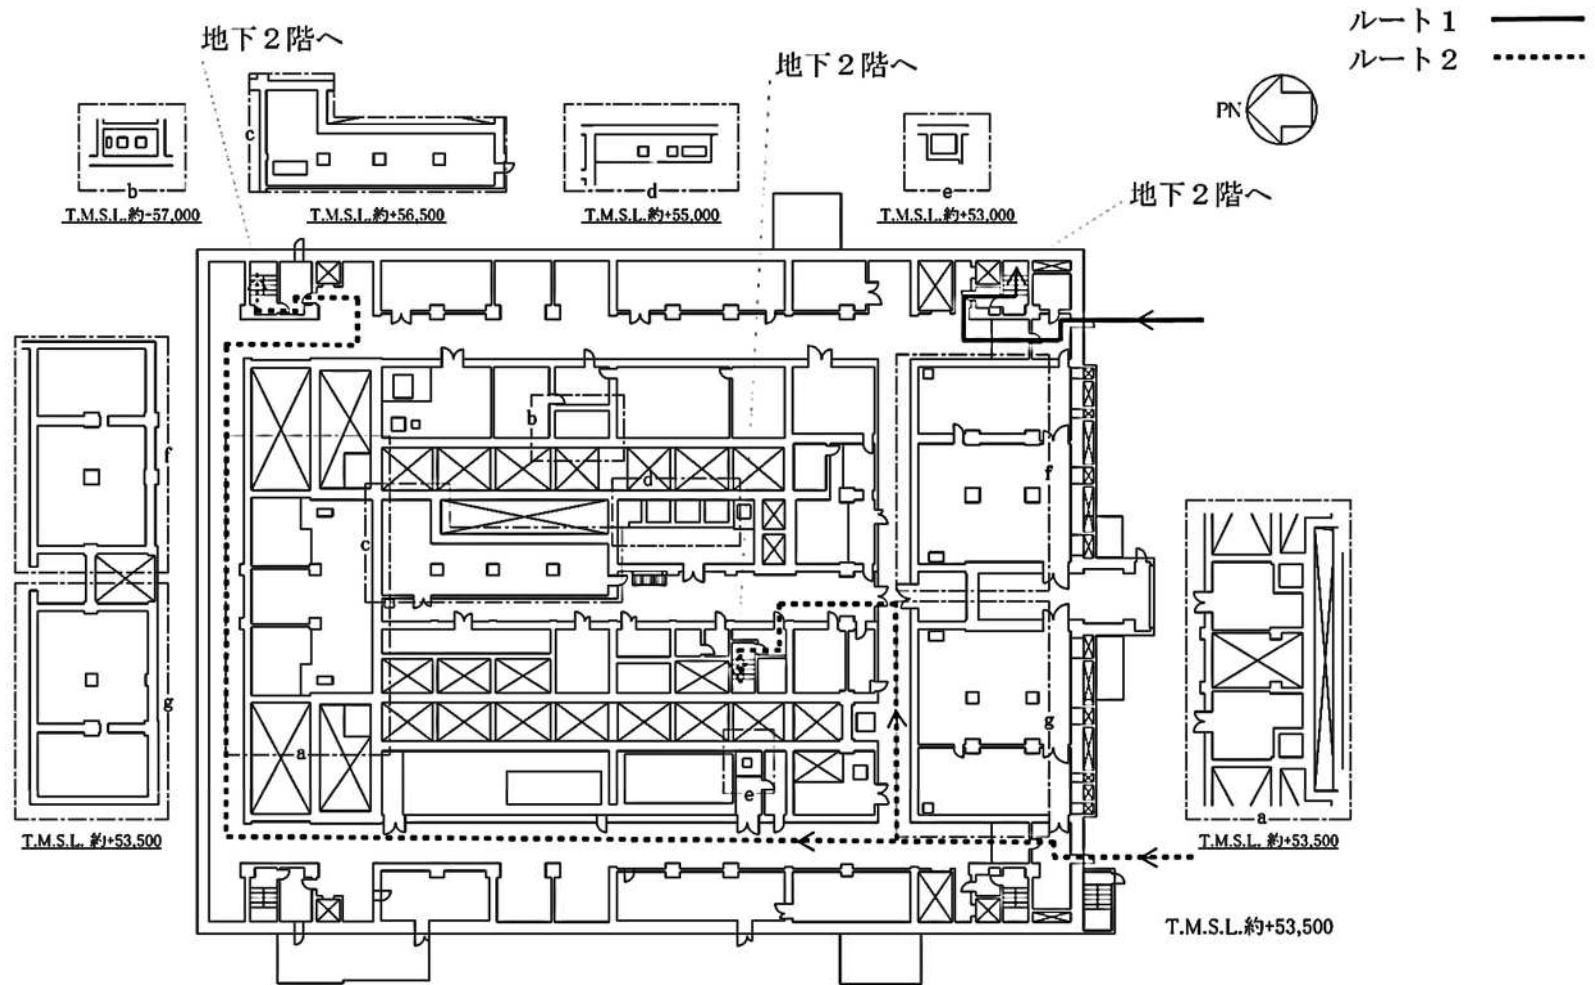 ルート1
ルート2
地下2階へ
地下2階へ
地下2階へ
PN
c
b
T.M.S.L.約+57,000
T.M.S.L.約+56,500
d
T.M.S.L.約+55,000
e
T.M.S.L.約+53,000
f
g
T.M.S.L. 約+53,500
b
d
c
f
g
a
e
a
T.M.S.L. 約+53,500
T.M.S.L.約+53,500